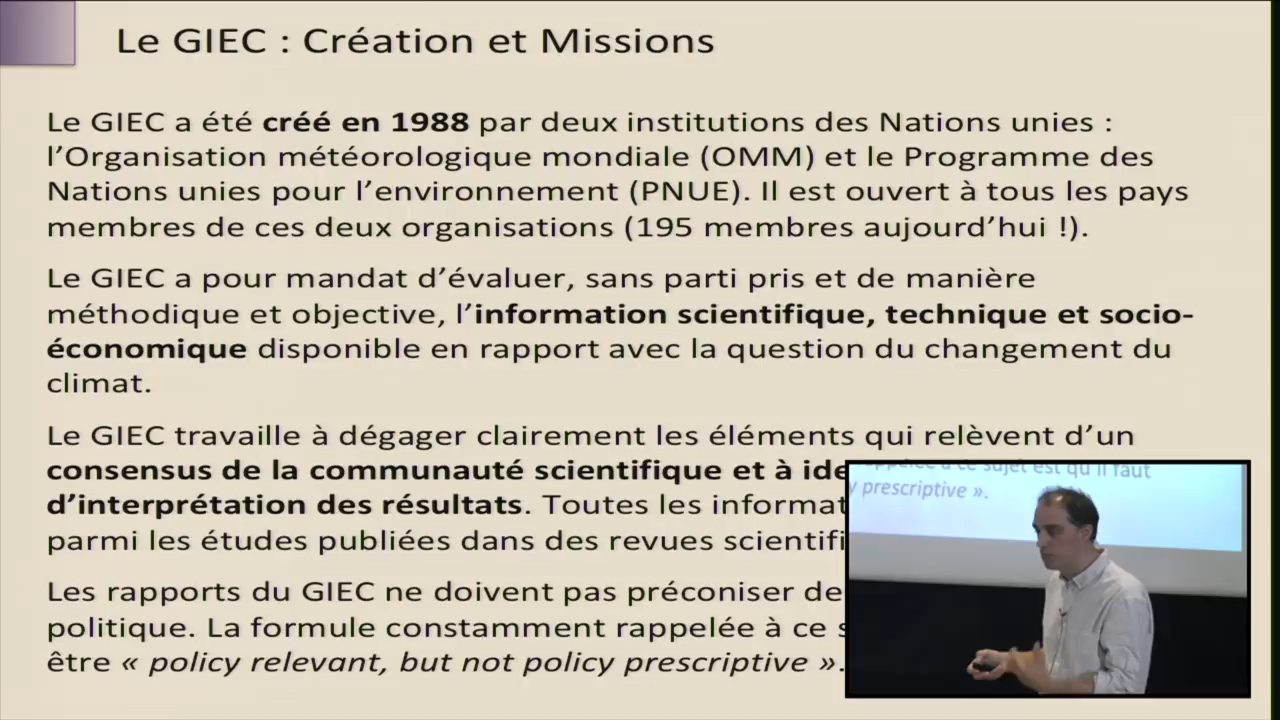 Le GIEC : Création et Missions
Le GIEC a été créé en 1988 par deux institutions des Nations unies :
l’Organisation météorologique mondiale (OMM) et le Programme des
Nations unies pour l’environnement (PNUE). Il est ouvert à tous les pays
membres de ces deux organisations (195 membres aujourd’hui !).
Le GIEC a pour mandat d’évaluer, sans parti pris et de manière
méthodique et objective, l’information scientifique, technique et socio-
économique disponible en rapport avec la question du changement du
climat.
Le GIEC travaille à dégager clairement les éléments qui relèvent d’un
consensus de la communauté scientifique et à ide
d’interprétation des résultats. Toutes les informat
parmi les études publiées dans des revues scientifi
Les rapports du GIEC ne doivent pas préconiser de
politique. La formule constamment rappelée à ce s
être « policy relevant, but not policy prescriptive ».
ce sujet est qu’il faut
y prescriptive ».